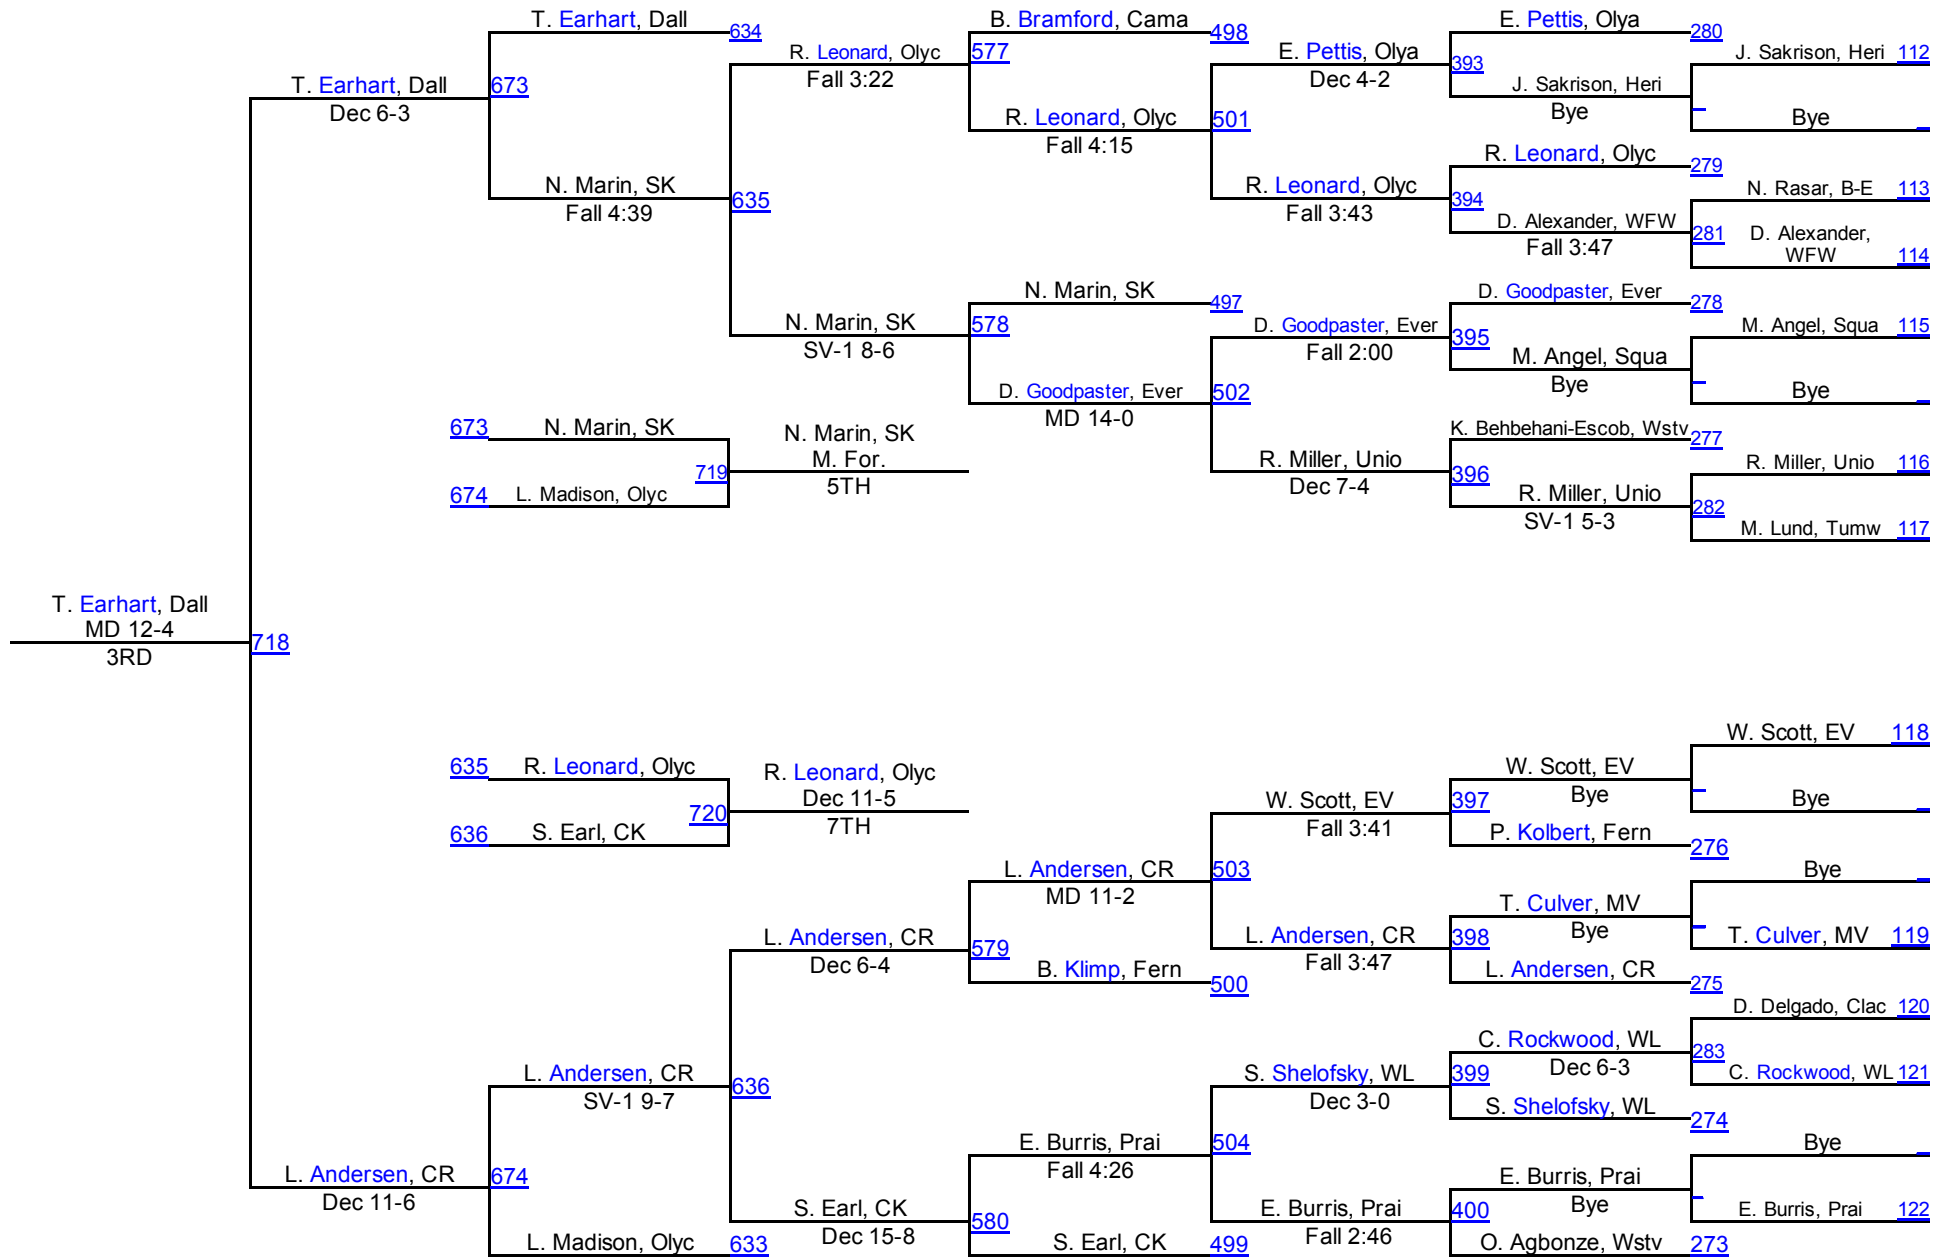 T. Earhart, Dall
634
B. Bramford, Cama
498
E. Pettis, Olya
280
R. Leonard, Olyc
577
Fall 3:22
E. Pettis, Olya
393
Dec 4-2
J. Sakrison, Heri 112
T. Earhart, Dall
673
Dec 6-3
J. Sakrison, Heri
Bye
Bye
R. Leonard, Olyc
501
Fall 4:15
R. Leonard, Olyc
279
N. Marin, SK
635
Fall 4:39
R. Leonard, Olyc
394
Fall 3:43
N. Rasar, B-E 113
D. Alexander, WFW
281
Fall 3:47
D. Alexander,
WFW 114
N. Marin, SK
497
D. Goodpaster, Ever
278
N. Marin, SK
578
SV-1 8-6
D. Goodpaster, Ever
395
Fall 2:00
M. Angel, Squa 115
M. Angel, Squa
Bye
Bye
D. Goodpaster, Ever
502
MD 14-0
673 N. Marin, SK
N. Marin, SK
M. For.
719
5TH
674 L. Madison, Olyc
K. Behbehani-Escob, Wstv
277
R. Miller, Unio
396
Dec 7-4
R. Miller, Unio 116
R. Miller, Unio
282
SV-1 5-3
M. Lund, Tumw 117
T. Earhart, Dall
MD 12-4
718
3RD
W. Scott, EV 118
635 R. Leonard, Olyc
R. Leonard, Olyc
Dec 11-5
720
7TH
636 S. Earl, CK
W. Scott, EV
Bye
Bye
W. Scott, EV
397
Fall 3:41
P. Kolbert, Fern
276
L. Andersen, CR
503
MD 11-2
Bye
T. Culver, MV
Bye
T. Culver, MV 119
L. Andersen, CR
579
Dec 6-4
L. Andersen, CR
398
Fall 3:47
B. Klimp, Fern
500
L. Andersen, CR
275
D. Delgado, Clac 120
C. Rockwood, WL
283
Dec 6-3
C. Rockwood, WL 121
L. Andersen, CR
636
SV-1 9-7
S. Shelofsky, WL
399
Dec 3-0
S. Shelofsky, WL
274
E. Burris, Prai
504
Fall 4:26
Bye
L. Andersen, CR
674
Dec 11-6
E. Burris, Prai
Bye
E. Burris, Prai 122
S. Earl, CK
580
Dec 15-8
E. Burris, Prai
400
Fall 2:46
L. Madison, Olyc 633
S. Earl, CK 499
O. Agbonze, Wstv 273